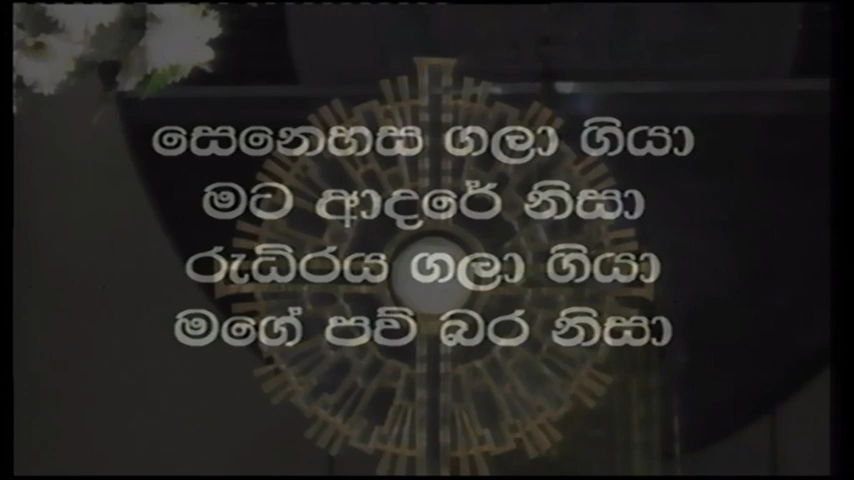 සෙනෙහස ගලා ගියා
මට ආදරේ නිසා
රුධිරය ගලා ගියා
මගේ පව් බර නිසා